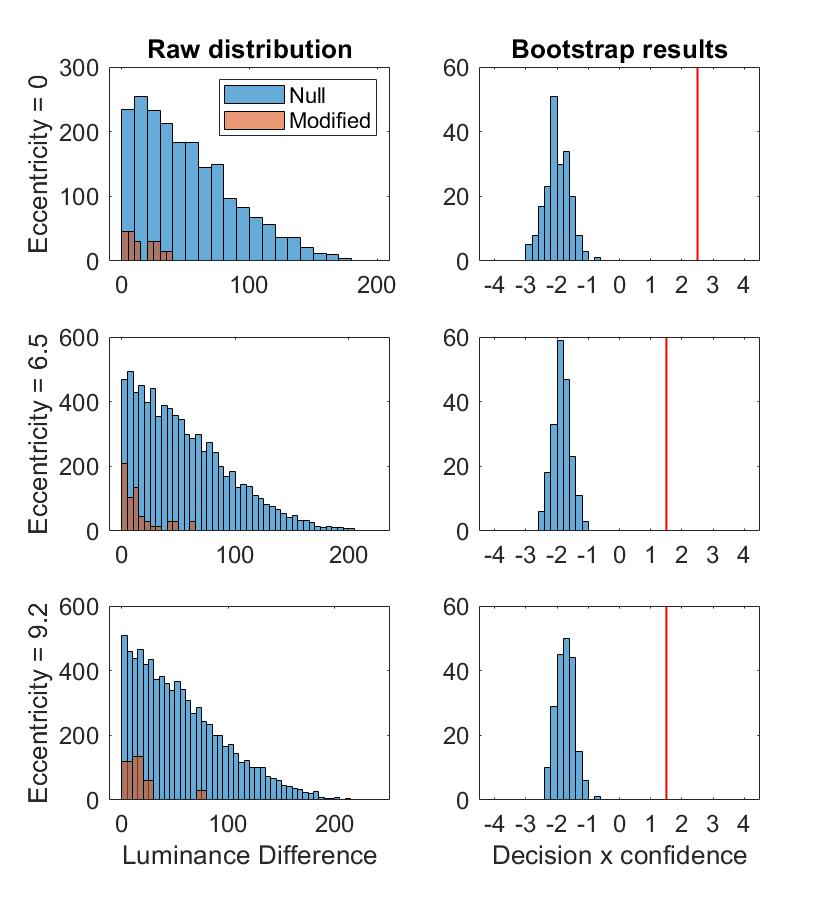 Raw distribution
Bootstrap results
Eccentricity = 0
300
200
100
0
Null
Modified
0 100 200
60
40
20
0
-4 -3 -2 -1 0 1 2 3 4
Eccentricity = 6.5
600
400
200
0
0 100 200
60
40
20
0
-4 -3 -2 -1 0 1 2 3 4
Eccentricity = 9.2
600
400
200
0
0 100 200
Luminance Difference
60
40
20
0
-4 -3 -2 -1 0 1 2 3 4
Decision x confidence